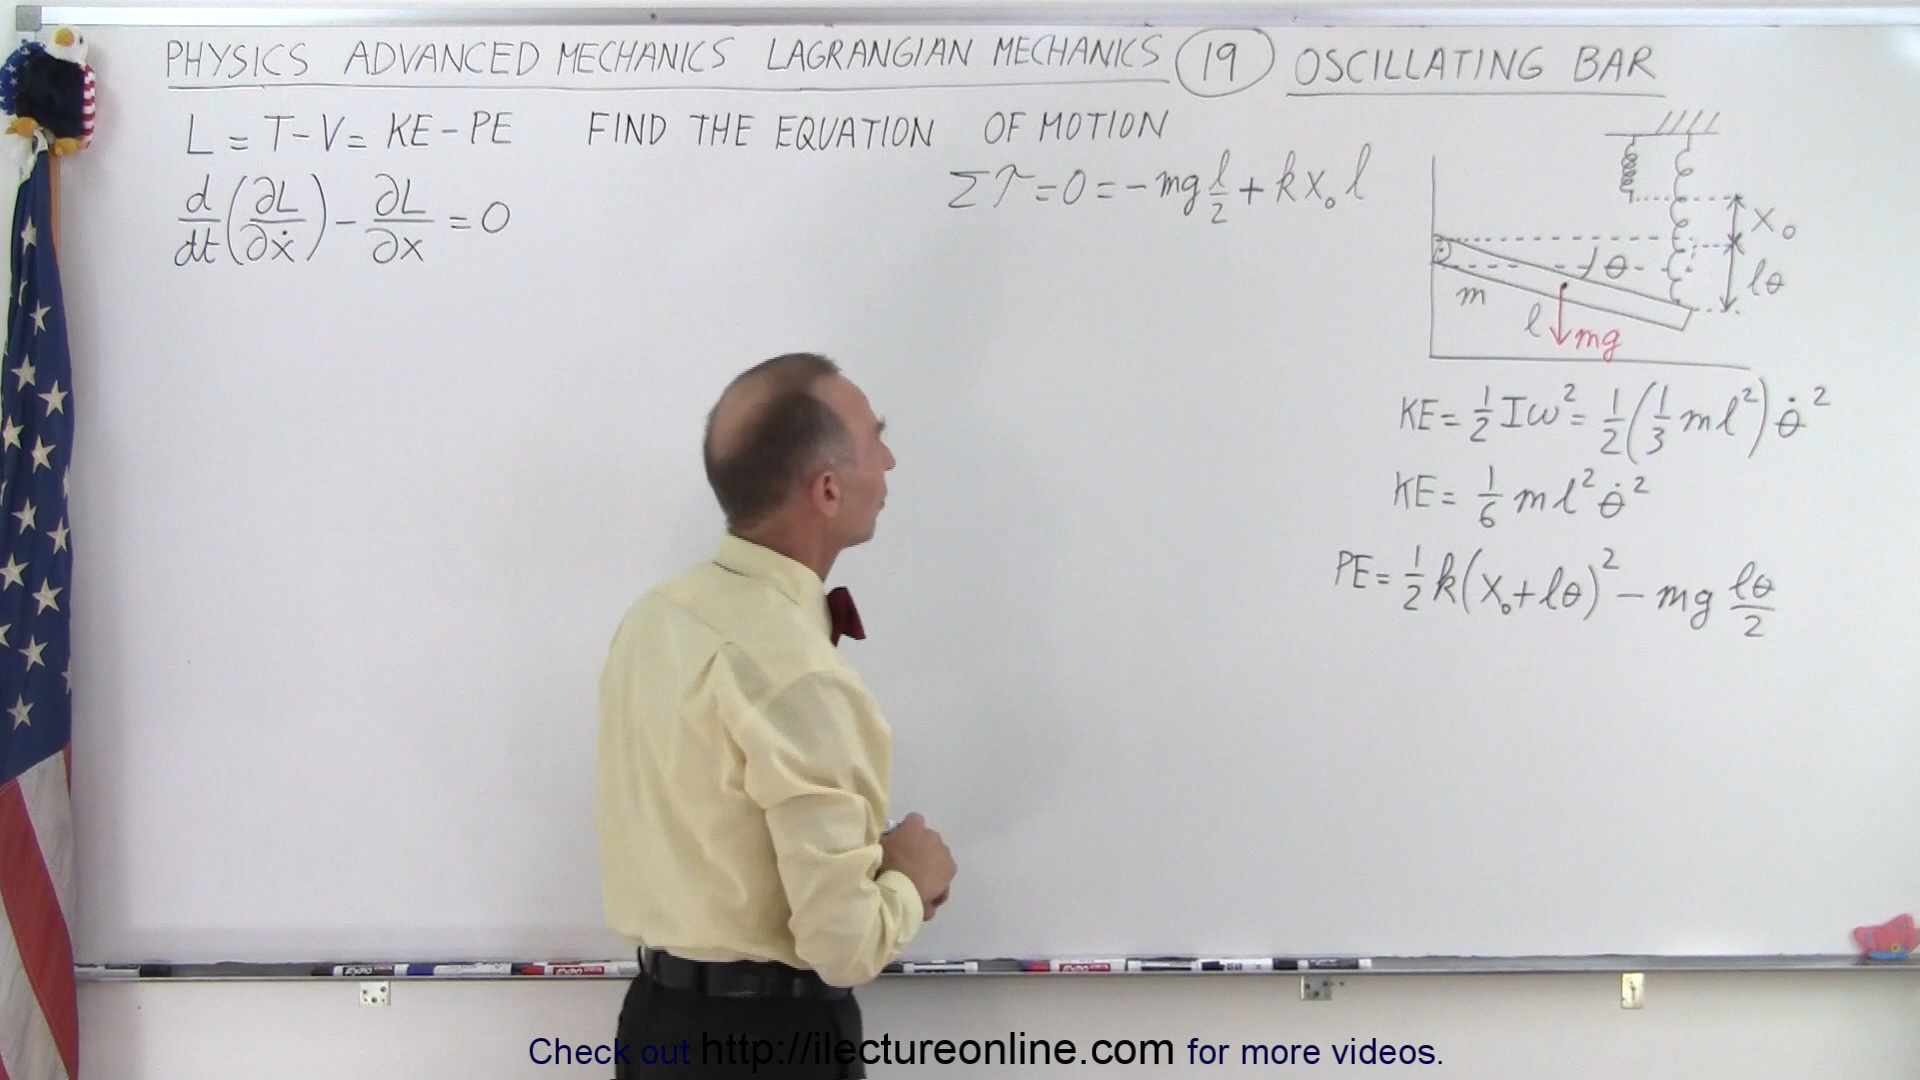 PHYSICS ADVANCED MECHANICS LAGRANGIAN MECHANICS 19 OSCILLATING BAR
L = T - V = KE - PE FIND THE EQUATION OF MOTION
d/dt(∂L/∂ẋ) - ∂L/∂x = 0
Στ = 0 = -mg l/2 + kx₀l
x₀
θ
lθ
m
l
mg
KE = 1/2 Iω² = 1/2(1/3 ml²)θ̇²
KE = 1/6 ml²θ̇²
PE = 1/2 k(x₀+lθ)² - mg lθ/2
Check out http://ilectureonline.com for more videos.